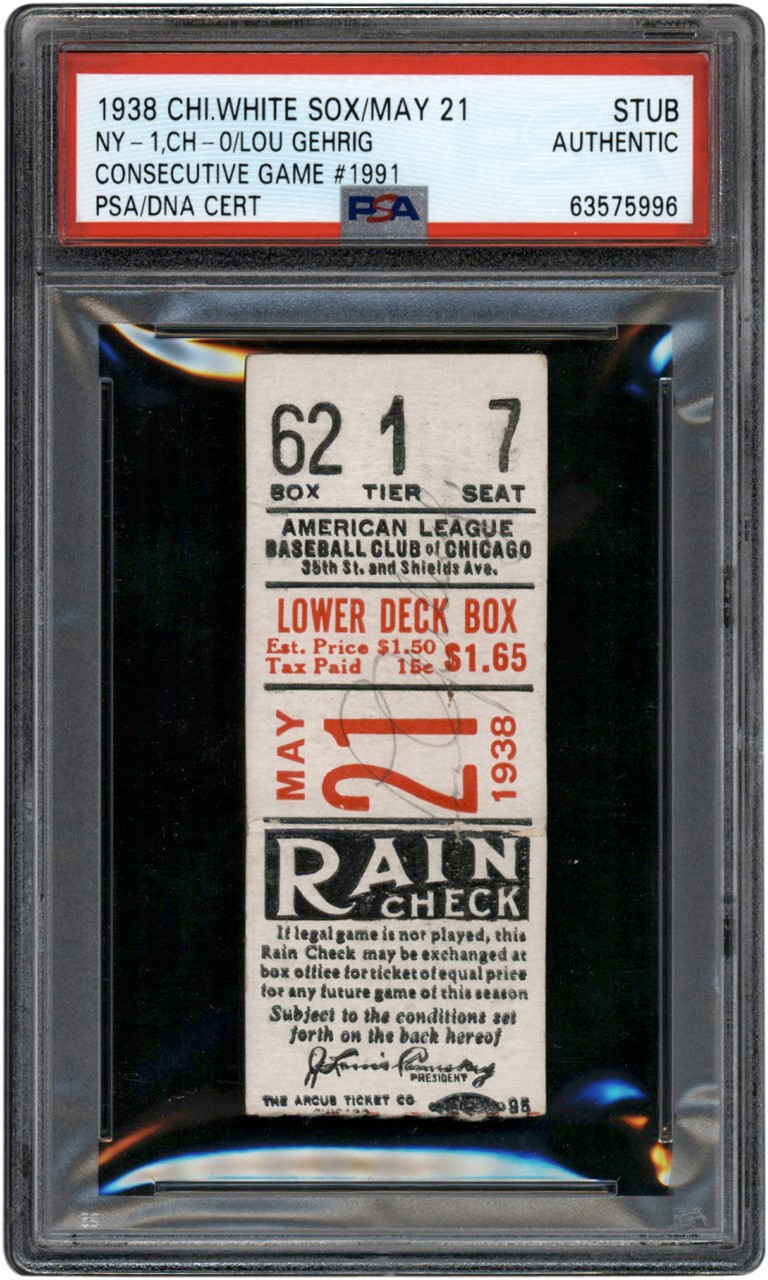 1938 CHI.WHITE SOX/MAY 21 STUB
NY - 1,CH - 0/LOU GEHRIG AUTHENTIC
CONSECUTIVE GAME #1991
PSA/DNA CERT PSA 63575996
62 1 7
BOX TIER SEAT
AMERICAN LEAGUE
BASEBALL CLUB of CHICAGO
35th St. and Shields Ave.
LOWER DECK BOX
Est. Price $1.50
Tax Paid 15c $1.65
MAY 21 1938
RAIN
CHECK
If legal game is not played, this
Rain Check may be exchanged at
box office for ticket of equal price
for any future game of this season
Subject to the conditions set
forth on the back hereof
J. Louis Comiskey
PRESIDENT
THE ARCUS TICKET CO. 95
CHICAGO